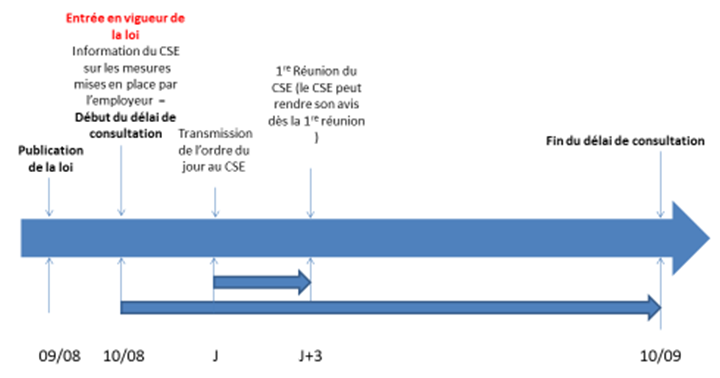 Entrée en vigueur de
la loi
Information du CSE
sur les mesures
mises en place par
l'employeur =
Début du délai de
consultation
Publication
de la loi
Transmission
de l'ordre du
jour au CSE
1re Réunion du
CSE (le CSE peut
rendre son avis
dès la 1re réunion
)
Fin du délai de consultation
09/08
10/08
J
J+3
10/09